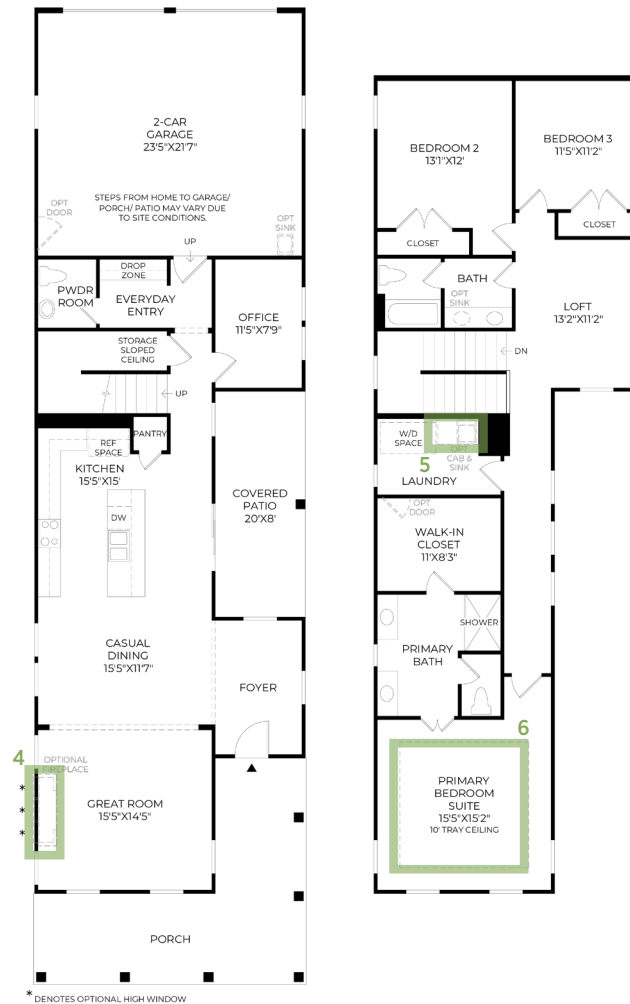 2-CAR
GARAGE
23'5"X21'7"
STEPS FROM HOME TO GARAGE/
PORCH/ PATIO MAY VARY DUE
TO SITE CONDITIONS.
OPT
DOOR
OPT
SINK
UP
PWDR
ROOM
DROP
ZONE
EVERYDAY
ENTRY
OFFICE
11'5"X7'9"
STORAGE
SLOPED
CEILING
UP
PANTRY
REF
SPACE
KITCHEN
15'5"X15'
DW
COVERED
PATIO
20'X8'
CASUAL
DINING
15'5"X11'7"
FOYER
4
OPTIONAL
FIREPLACE
*
*
*
GREAT ROOM
15'5"X14'5"
PORCH
* DENOTES OPTIONAL HIGH WINDOW
BEDROOM 2
13'1"X12'
BEDROOM 3
11'5"X11'2"
CLOSET
CLOSET
BATH
OPT
SINK
LOFT
13'2"X11'2"
DN
W/D
SPACE
5
OPT
CAB &
SINK
LAUNDRY
OPT
DOOR
WALK-IN
CLOSET
11'X8'3"
SHOWER
PRIMARY
BATH
6
PRIMARY
BEDROOM
SUITE
15'5"X15'2"
10' TRAY CEILING